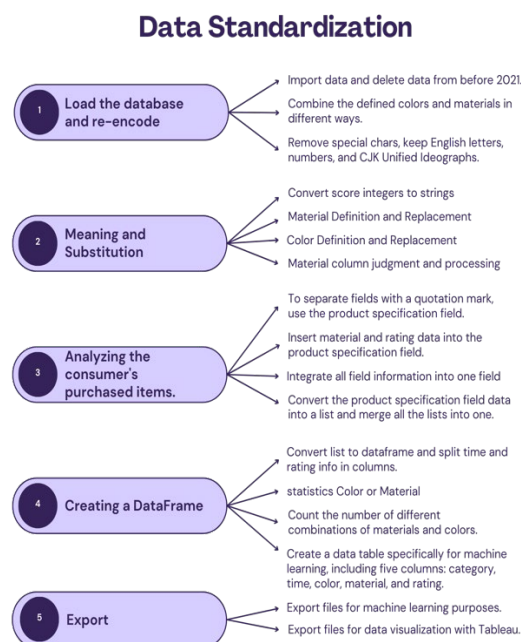 Data Standardization
1
Load the database
and re-encode
Import data and delete data from before 2021.
Combine the defined colors and materials in
different ways.
Remove special chars, keep English letters,
numbers, and CJK Unified Ideographs.
2
Meaning and
Substitution
Convert score integers to strings
Material Definition and Replacement
Color Definition and Replacement
Material column judgment and processing
3
Analyzing the
consumer's
purchased items.
To separate fields with a quotation mark,
use the product specification field.
Insert material and rating data into the
product specification field.
Integrate all field information into one field
Convert the product specification field data
into a list and merge all the lists into one.
4
Creating a DataFrame
Convert list to dataframe and split time and
rating info in columns.
statistics Color or Material
Count the number of different
combinations of materials and colors.
Create a data table specifically for machine
learning, including five columns: category,
time, color, material, and rating.
5
Export
Export files for machine learning purposes.
Export files for data visualization with Tableau.